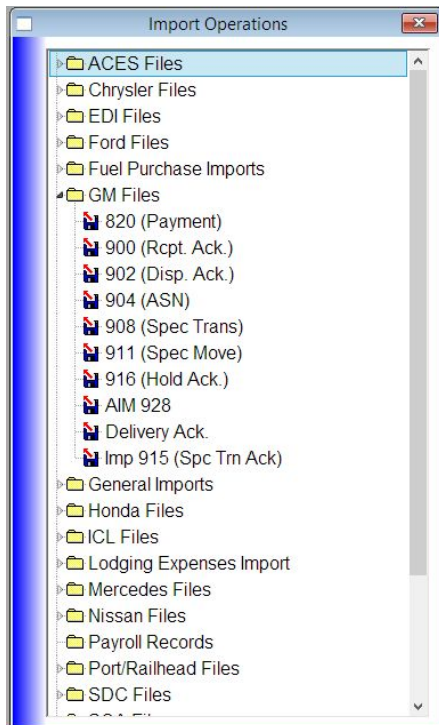 Import Operations
ACES Files
Chrysler Files
EDI Files
Ford Files
Fuel Purchase Imports
GM Files
820 (Payment)
900 (Rcpt. Ack.)
902 (Disp. Ack.)
904 (ASN)
908 (Spec Trans)
911 (Spec Move)
916 (Hold Ack.)
AIM 928
Delivery Ack.
Imp 915 (Spc Trn Ack)
General Imports
Honda Files
ICL Files
Lodging Expenses Import
Mercedes Files
Nissan Files
Payroll Records
Port/Railhead Files
SDC Files